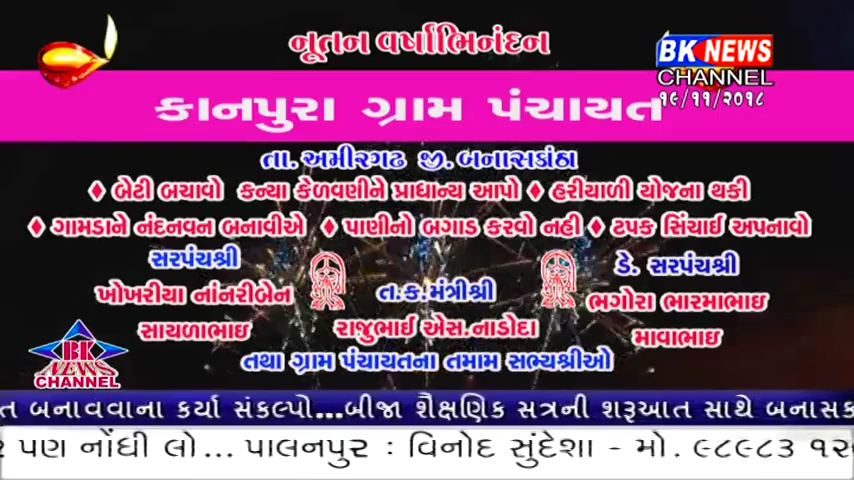 નૂતન વર્ષાભિનંદન
BK NEWS
CHANNEL
૧૯/૧૧/૨૦૧૮
કાનપુરા ગ્રામ પંચાયત
તા. અમીરગઢ જી. બનાસકાંઠા
♦ બેટી બચાવો કન્યા કેળવણીને પ્રાધાન્ય આપો ♦ હરીયાળી યોજના થકી
♦ ગામડાને નંદનવન બનાવીએ ♦ પાણીનો બગાડ કરવો નહી ♦ ટપક સિંચાઈ અપનાવો
સરપંચશ્રી
ખોખરીયા નાંનરીબેન
સાયળાભાઇ
ત.ક.મંત્રીશ્રી
રાજુભાઈ એસ.નાડોદા
ડે. સરપંચશ્રી
ભગોરા ભારમાભાઇ
માવાભાઇ
તથા ગ્રામ પંચાયતના તમામ સભ્યશ્રીઓ
BK
NEWS
CHANNEL
ત બનાવવાના કર્યા સંકલ્પો...બીજા શૈક્ષણિક સત્રની શરૂઆત સાથે બનાસક
પણ નોંધી લો... પાલનપુર : વિનોદ સુંદેશા - મો. ૯૮૯૮૩ ૧૨